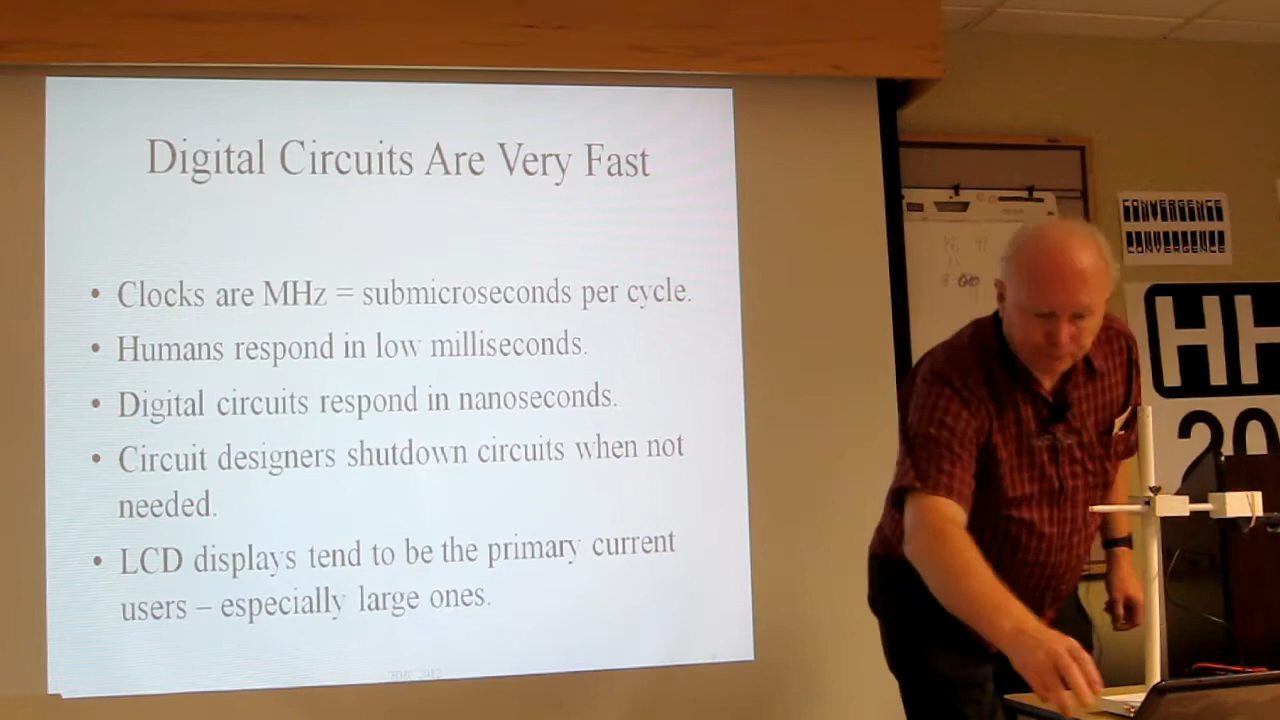 Digital Circuits Are Very Fast
• Clocks are MHz = submicroseconds per cycle.
• Humans respond in low milliseconds.
• Digital circuits respond in nanoseconds.
• Circuit designers shutdown circuits when not
needed.
• LCD displays tend to be the primary current
users – especially large ones.
CONVERGENCE
CONVERGENCE
HH
20